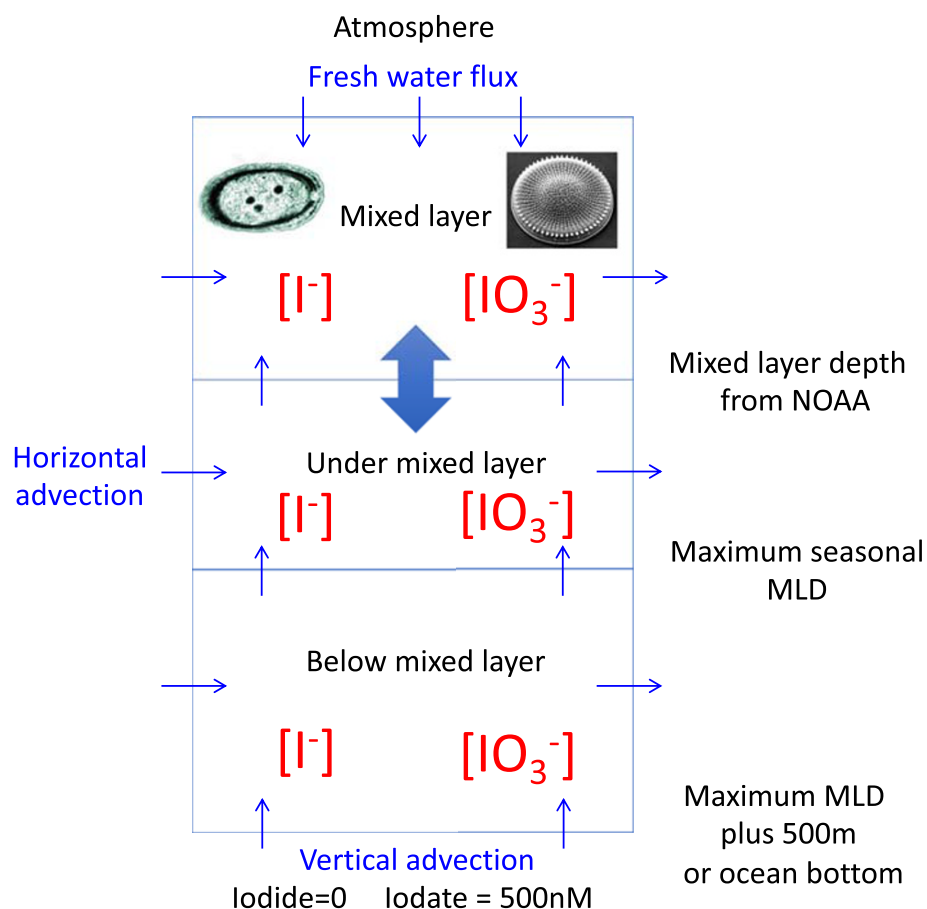 Atmosphere
Fresh water flux
Mixed layer
[I-] [IO3-]
Mixed layer depth
from NOAA
Horizontal
advection
Under mixed layer
[I-] [IO3-]
Maximum seasonal
MLD
Below mixed layer
[I-] [IO3-]
Maximum MLD
plus 500m
or ocean bottom
Vertical advection
Iodide=0 Iodate = 500nM